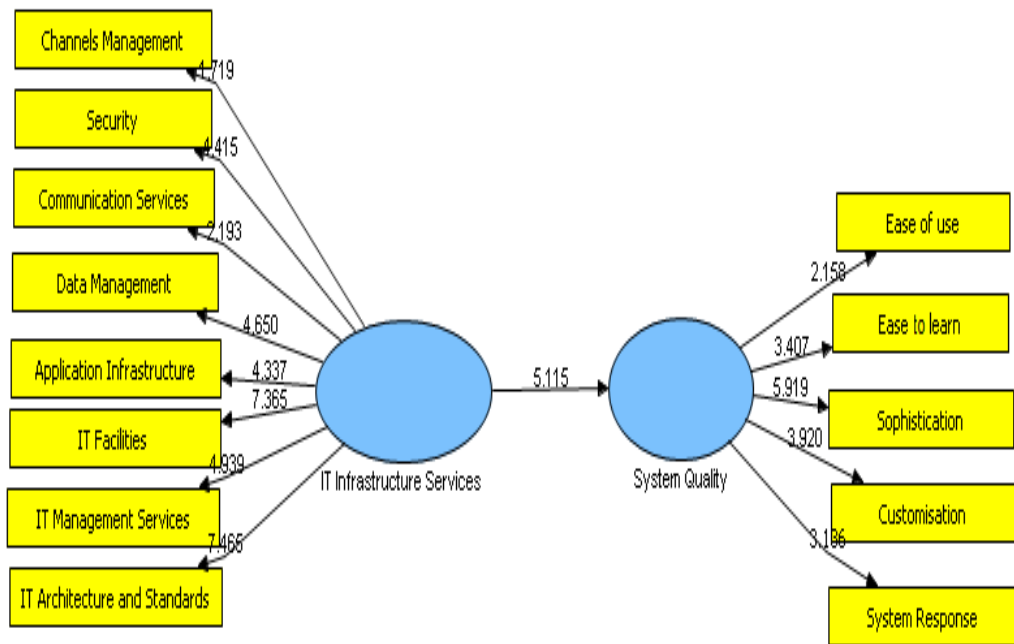 Channels Management
1.719
Security
4.415
Communication Services
2.193
Data Management
4.650
Application Infrastructure
4.337
7.365
IT Facilities
4.939
IT Management Services
7.465
IT Architecture and Standards
IT Infrastructure Services
5.115
System Quality
Ease of use
2.158
Ease to learn
3.407
5.919
Sophistication
3.920
Customisation
3.136
System Response